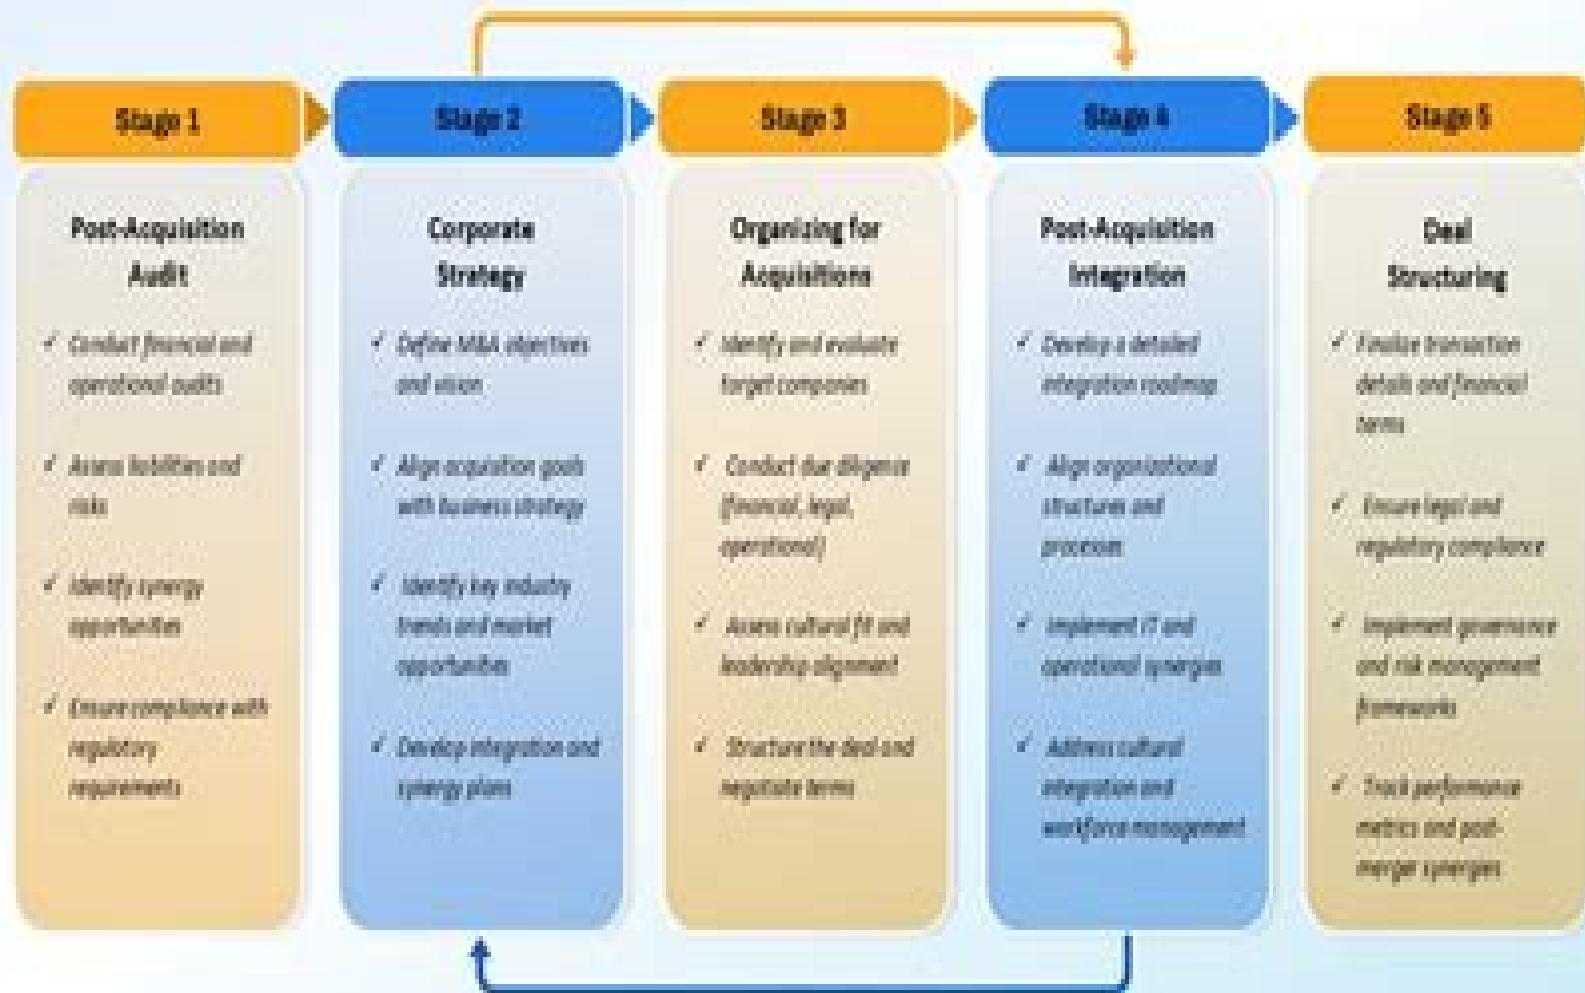 Stage 1
Post-Acquisition
Audit
✓ Conduct financial and
operational audits
✓ Assess liabilities and
risks
✓ Identify synergy
opportunities
✓ Ensure compliance with
regulatory
requirements
Stage 2
Corporate
Strategy
✓ Define M&A objectives
and vision
✓ Align acquisition goals
with business strategy
✓ Identify key industry
trends and market
opportunities
✓ Develop integration and
synergy plans
Stage 3
Organizing for
Acquisitions
✓ Identify and evaluate
target companies
✓ Conduct due diligence
(financial, legal,
operational)
✓ Assess cultural fit and
leadership alignment
✓ Structure the deal and
negotiate terms
Stage 4
Post-Acquisition
Integration
✓ Develop a detailed
integration roadmap
✓ Align organizational
structures and
processes
✓ Implement IT and
operational synergies
✓ Address cultural
integration and
workforce management
Stage 5
Deal
Structuring
✓ Finalize transaction
details and financial
terms
✓ Ensure legal and
regulatory compliance
✓ Implement governance
and risk management
frameworks
✓ Track performance
metrics and post-
merger synergies